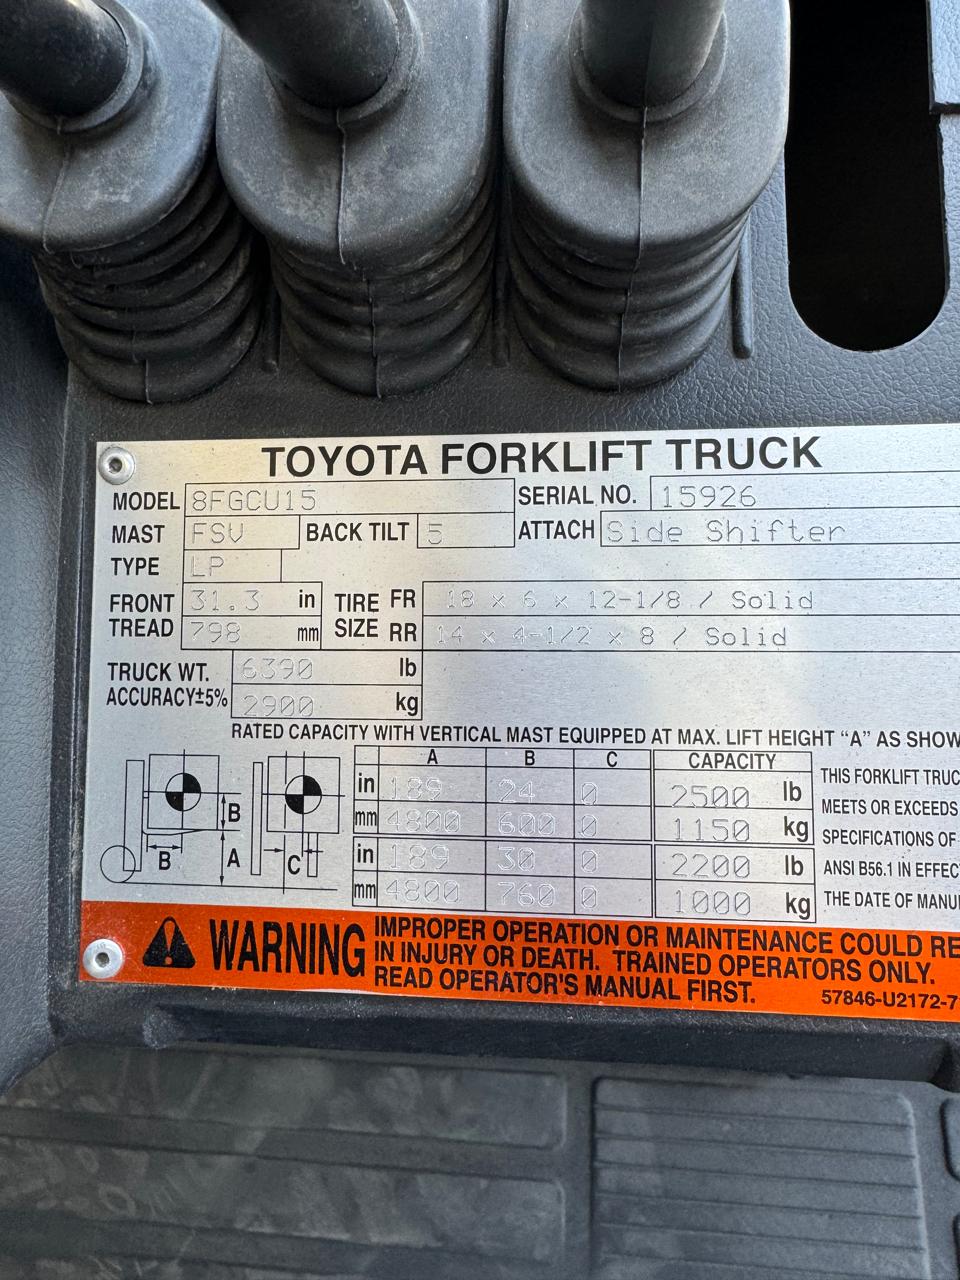 TOYOTA FORKLIFT TRUCK
MODEL 8FGCU15 SERIAL NO. 15926
MAST FSV BACK TILT 5 ATTACH Side Shifter
TYPE LP
FRONT TREAD 31.3 in 798 mm
TIRE SIZE FR 18 x 6 x 12-1/8 / Solid
RR 14 x 4-1/2 x 8 / Solid
TRUCK WT. 6390 lb
ACCURACY±5% 2900 kg
RATED CAPACITY WITH VERTICAL MAST EQUIPPED AT MAX. LIFT HEIGHT "A" AS SHOW
A B C CAPACITY
in 189 24 0 2500 lb
mm 4800 600 0 1150 kg
in 189 30 0 2200 lb
mm 4800 760 0 1000 kg
B
B
A
C
THIS FORKLIFT TRUC
MEETS OR EXCEEDS
SPECIFICATIONS OF
ANSI B56.1 IN EFFEC
THE DATE OF MANU
WARNING
IMPROPER OPERATION OR MAINTENANCE COULD RE
IN INJURY OR DEATH. TRAINED OPERATORS ONLY.
READ OPERATOR'S MANUAL FIRST.
57846-U2172-7